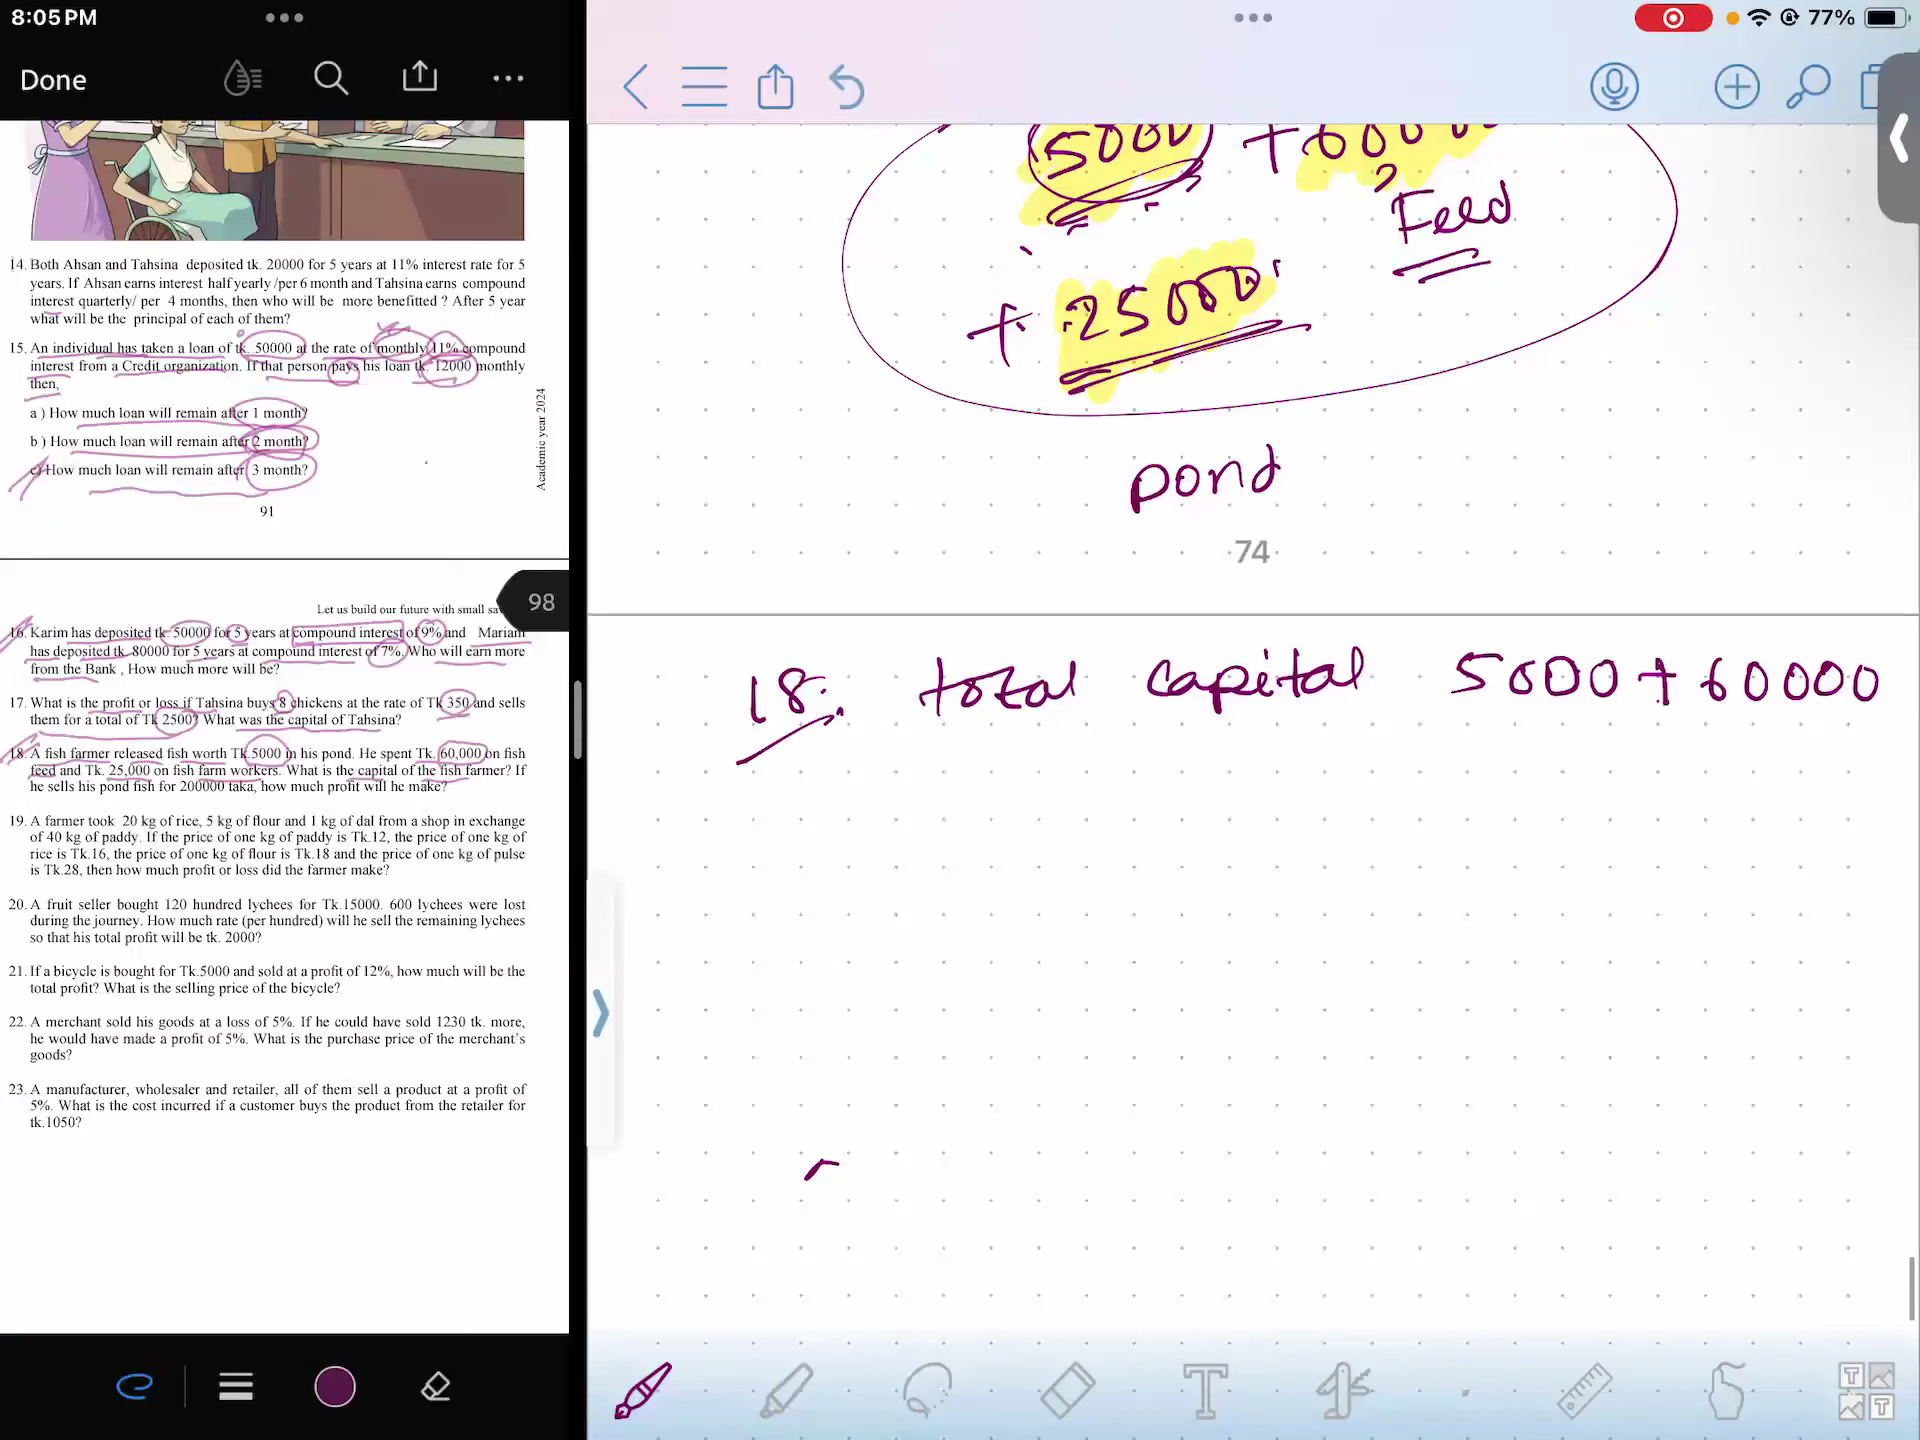 8:05 PM
77%
Done
14. Both Ahsan and Tahsina deposited tk. 20000 for 5 years at 11% interest rate for 5
years. If Ahsan earns interest half yearly /per 6 month and Tahsina earns compound
interest quarterly/ per 4 months, then who will be more benefitted ? After 5 year
what will be the principal of each of them?
15. An individual has taken a loan of tk. 50000 at the rate of monthly 11% compound
interest from a Credit organization. If that person pays his loan tk. 12000 monthly
then,
a ) How much loan will remain after 1 month?
b ) How much loan will remain after 2 month?
c) How much loan will remain after 3 month?
Academic year 2024
91
98
Let us build our future with small sa
16. Karim has deposited tk. 50000 for 5 years at compound interest of 9% and Mariam
has deposited tk. 80000 for 5 years at compound interest of 7%. Who will earn more
from the Bank , How much more will be?
17. What is the profit or loss if Tahsina buys 8 chickens at the rate of Tk 350 and sells
them for a total of Tk 2500? What was the capital of Tahsina?
18. A fish farmer released fish worth Tk.5000 in his pond. He spent Tk. 60,000 on fish
feed and Tk. 25,000 on fish farm workers. What is the capital of the fish farmer? If
he sells his pond fish for 200000 taka, how much profit will he make?
19. A farmer took 20 kg of rice, 5 kg of flour and 1 kg of dal from a shop in exchange
of 40 kg of paddy. If the price of one kg of paddy is Tk.12, the price of one kg of
rice is Tk.16, the price of one kg of flour is Tk.18 and the price of one kg of pulse
is Tk.28, then how much profit or loss did the farmer make?
20. A fruit seller bought 120 hundred lychees for Tk.15000. 600 lychees were lost
during the journey. How much rate (per hundred) will he sell the remaining lychees
so that his total profit will be tk. 2000?
21. If a bicycle is bought for Tk.5000 and sold at a profit of 12%, how much will be the
total profit? What is the selling price of the bicycle?
22. A merchant sold his goods at a loss of 5%. If he could have sold 1230 tk. more,
he would have made a profit of 5%. What is the purchase price of the merchant's
goods?
23. A manufacturer, wholesaler and retailer, all of them sell a product at a profit of
5%. What is the cost incurred if a customer buys the product from the retailer for
tk.1050?
5000 + 60000
Feed
+ 25000
pond
74
18. total capital 5000 + 60000